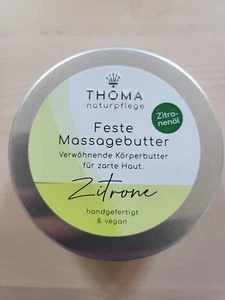 THOMA
naturpflege
Zitro-
nenöl
Feste
Massagebutter
Verwöhnende Körperbutter
für zarte Haut.
Zitrone
handgefertigt
& vegan